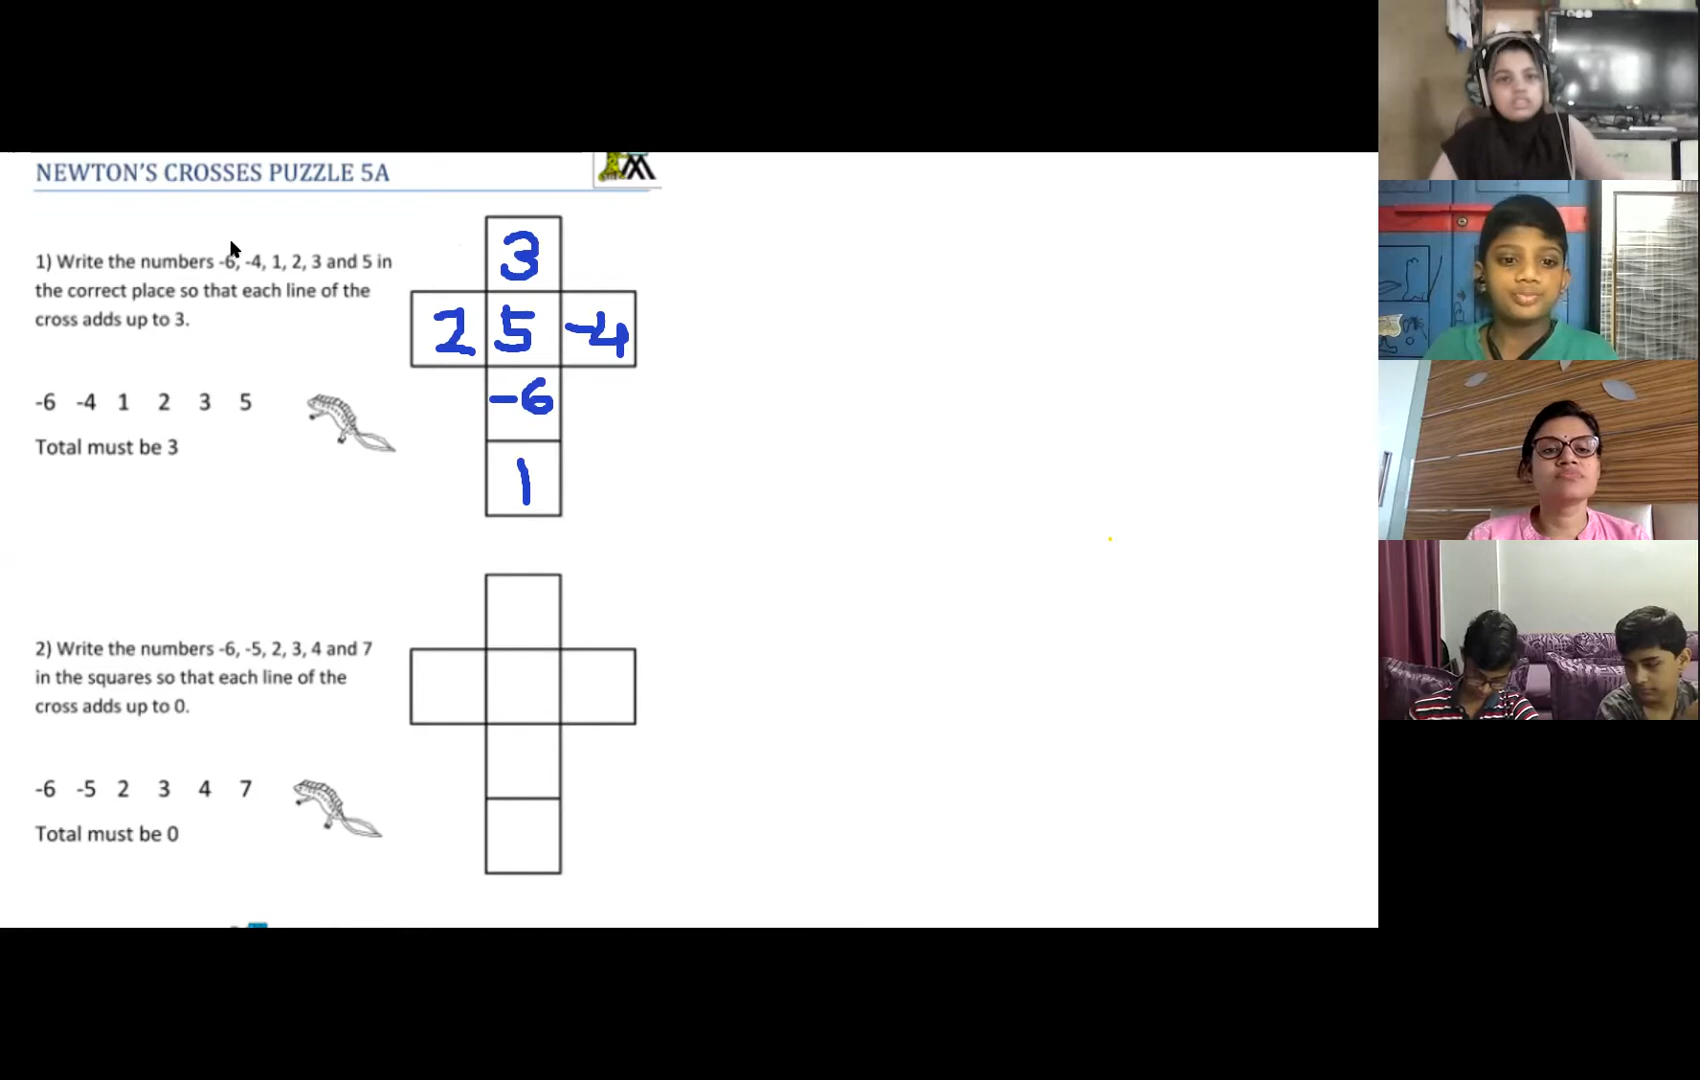 NEWTON'S CROSSES PUZZLE 5A
1) Write the numbers -6, -4, 1, 2, 3 and 5 in
the correct place so that each line of the
cross adds up to 3.
-6 -4 1 2 3 5
Total must be 3
3
2 5 -4
-6
1
2) Write the numbers -6, -5, 2, 3, 4 and 7
in the squares so that each line of the
cross adds up to 0.
-6 -5 2 3 4 7
Total must be 0